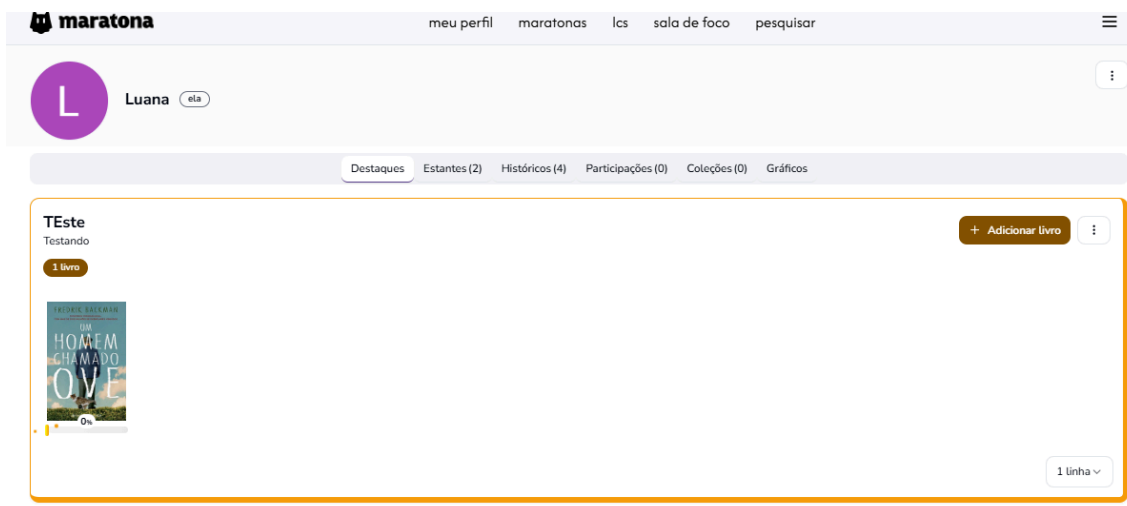 maratona
meu perfil maratonas lcs sala de foco pesquisar
L
Luana ela
Destaques Estantes (2) Históricos (4) Participações (0) Coleções (0) Gráficos
TEste
Testando
+ Adicionar livro
1 livro
FREDRIK BACKMAN
UM
HOMEM
CHAMADO
OVE
0%
1 linha